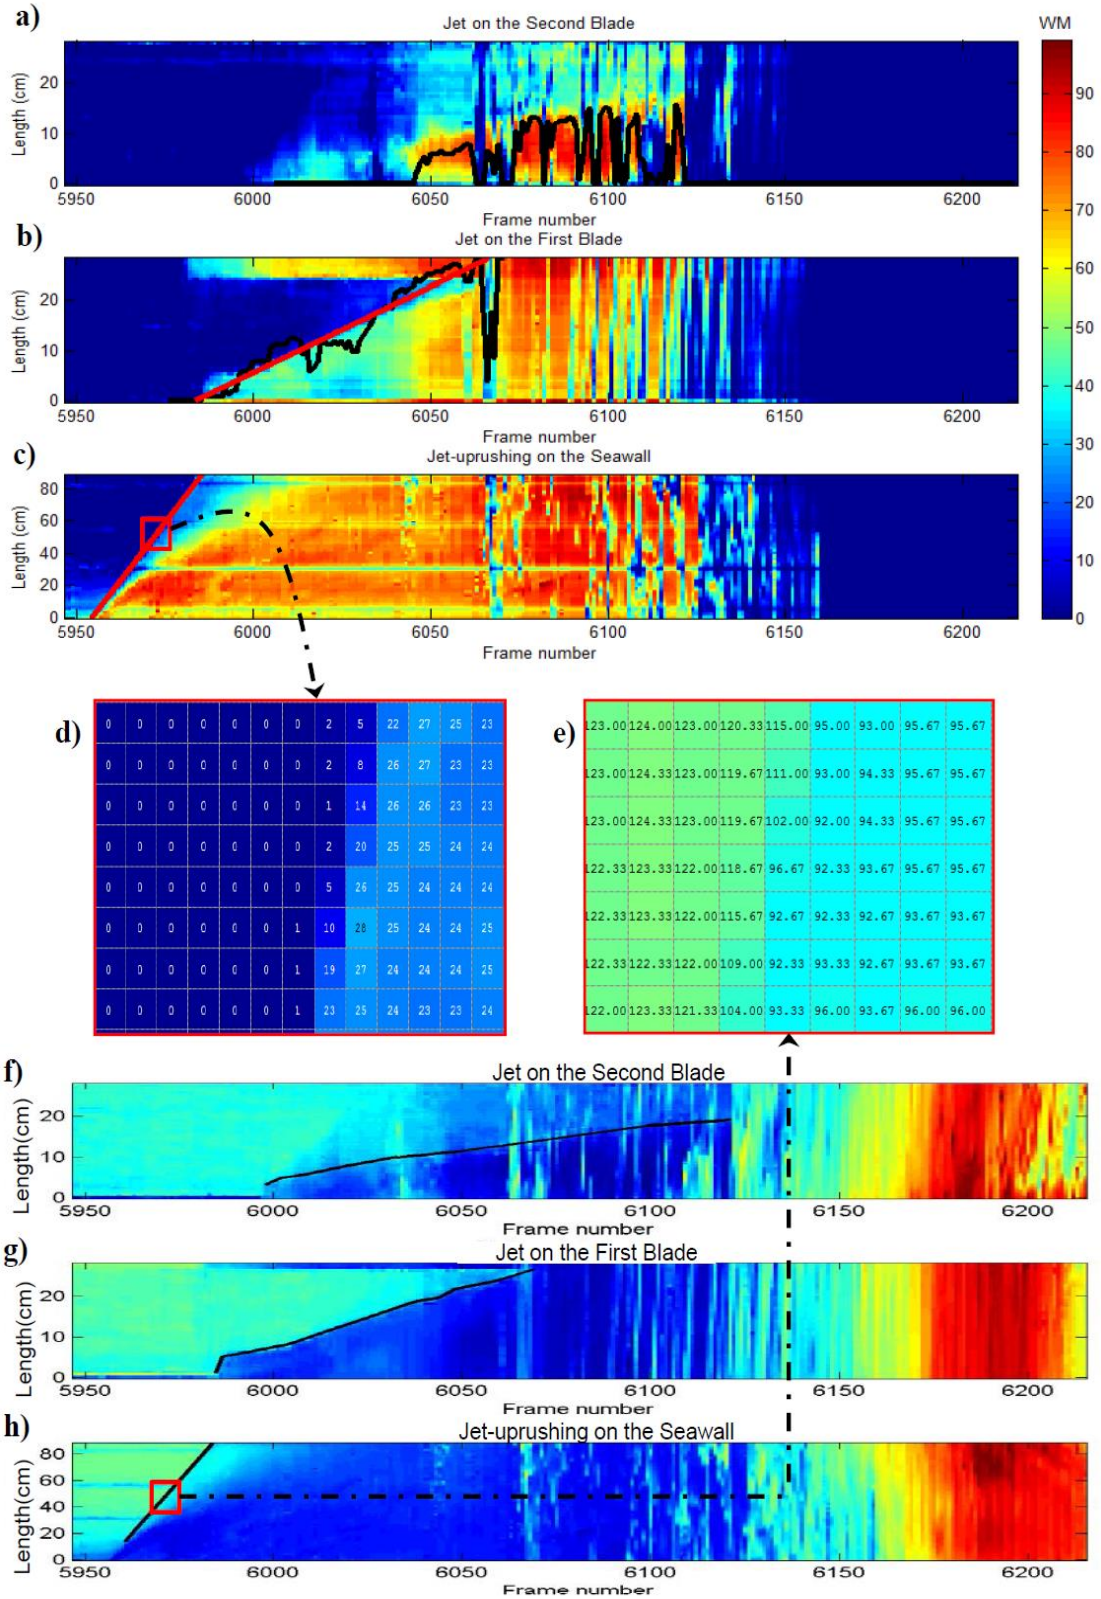 a)
Jet on the Second Blade
WM
Length (cm)
20
10
0
5950 6000 6050 6100 6150 6200
Frame number
90
80
70
60
50
40
30
20
10
0
b)
Jet on the First Blade
Length (cm)
20
10
0
5950 6000 6050 6100 6150 6200
Frame number
c)
Jet-uprushing on the Seawall
Length (cm)
80
60
40
20
0
5950 6000 6050 6100 6150 6200
Frame number
d)
0 0 0 0 0 0 2 5 22 27 25 23
0 0 0 0 0 0 2 8 26 27 23 23
0 0 0 0 0 0 1 14 26 26 23 23
0 0 0 0 0 0 2 20 25 25 24 24
0 0 0 0 0 0 5 26 25 24 24 24
0 0 0 0 0 1 10 28 25 24 24 25
0 0 0 0 0 1 19 27 24 24 24 25
0 0 0 0 0 1 23 25 24 23 23 24
e)
123.00 124.00 123.00 120.33 115.00 95.00 93.00 95.67 95.67
123.00 124.33 123.00 119.67 111.00 93.00 94.33 95.67 95.67
123.00 124.33 123.00 119.67 102.00 92.00 94.33 95.67 95.67
122.33 123.33 122.00 118.67 96.67 92.33 93.67 95.67 95.67
122.33 123.33 122.00 115.67 92.67 92.33 92.67 93.67 93.67
122.33 122.33 122.00 109.00 92.33 93.33 92.67 93.67 93.67
122.00 123.33 121.33 104.00 93.33 96.00 93.67 96.00 96.00
f)
Jet on the Second Blade
Length(cm)
20
10
0
5950 6000 6050 6100 6150 6200
Frame number
g)
Jet on the First Blade
Length(cm)
20
10
0
5950 6000 6050 6100 6150 6200
Frame number
h)
Jet-uprushing on the Seawall
Length(cm)
80
60
40
20
0
5950 6000 6050 6100 6150 6200
Frame number